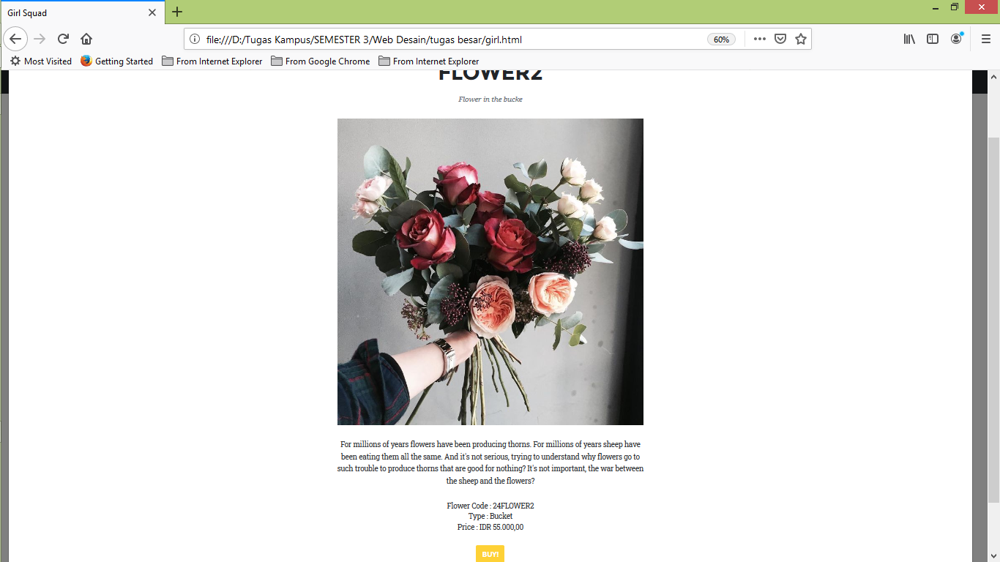 Girl Squad
file:///D:/Tugas Kampus/SEMESTER 3/Web Desain/tugas besar/girl.html
60%
Most Visited
Getting Started
From Internet Explorer
From Google Chrome
From Internet Explorer
FLOWER2
Flower in the bucke
For millions of years flowers have been producing thorns. For millions of years sheep have
been eating them all the same. And it's not serious, trying to understand why flowers go to
such trouble to produce thorns that are good for nothing? It's not important, the war between
the sheep and the flowers?
Flower Code : 24FLOWER2
Type : Bucket
Price : IDR 55.000,00
BUY!